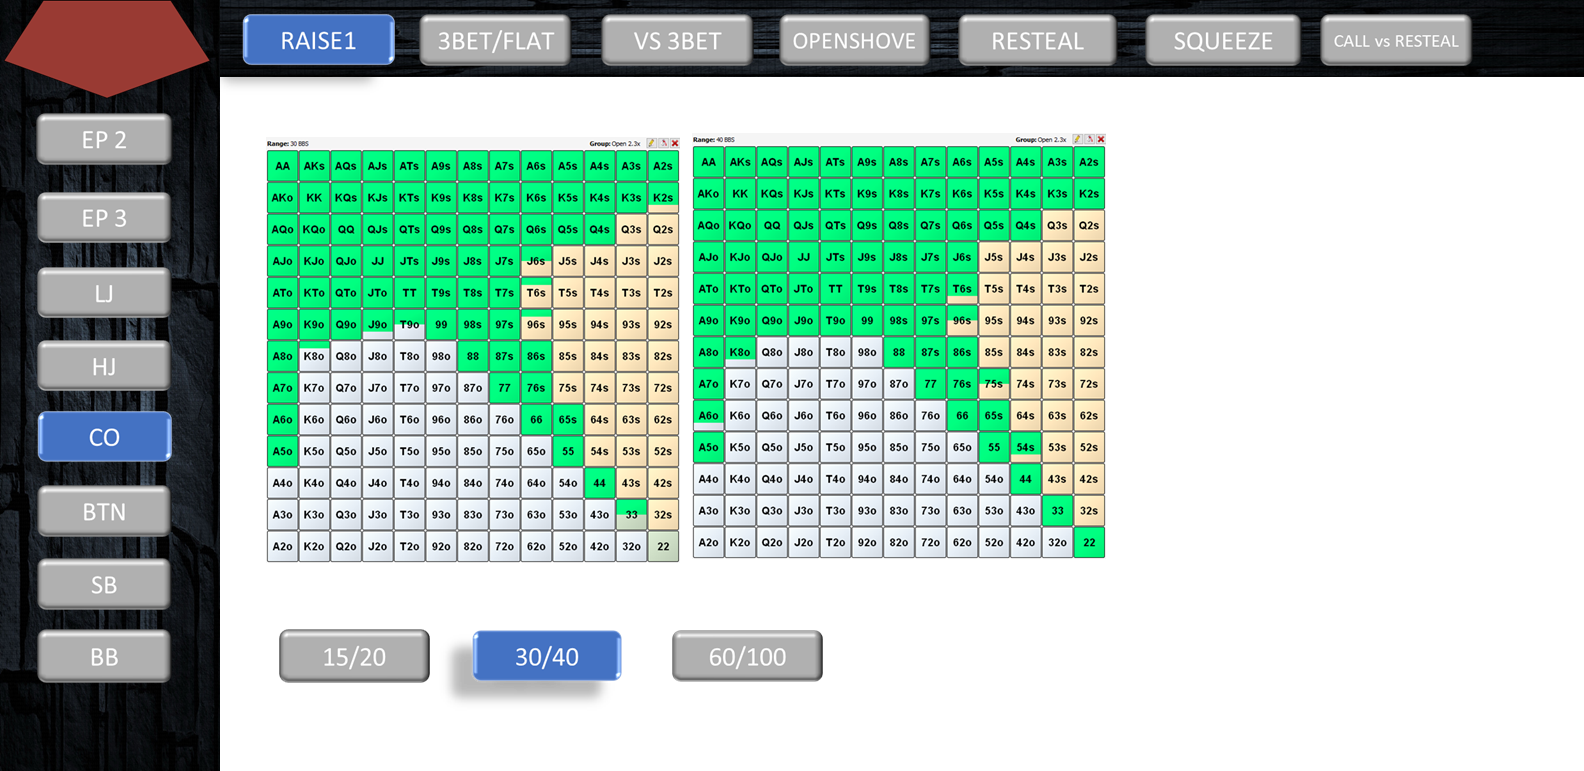 RAISE1 3BET/FLAT VS 3BET OPENSHOVE RESTEAL SQUEEZE CALL vs RESTEAL
EP 2
EP 3
LJ
HJ
CO
BTN
SB
BB
Range: 30 BBS Group: Open 2.3x
AA AKs AQs AJs ATs A9s A8s A7s A6s A5s A4s A3s A2s
AKo KK KQs KJs KTs K9s K8s K7s K6s K5s K4s K3s K2s
AQo KQo QQ QJs QTs Q9s Q8s Q7s Q6s Q5s Q4s Q3s Q2s
AJo KJo QJo JJ JTs J9s J8s J7s J6s J5s J4s J3s J2s
ATo KTo QTo JTo TT T9s T8s T7s T6s T5s T4s T3s T2s
A9o K9o Q9o J9o T9o 99 98s 97s 96s 95s 94s 93s 92s
A8o K8o Q8o J8o T8o 98o 88 87s 86s 85s 84s 83s 82s
A7o K7o Q7o J7o T7o 97o 87o 77 76s 75s 74s 73s 72s
A6o K6o Q6o J6o T6o 96o 86o 76o 66 65s 64s 63s 62s
A5o K5o Q5o J5o T5o 95o 85o 75o 65o 55 54s 53s 52s
A4o K4o Q4o J4o T4o 94o 84o 74o 64o 54o 44 43s 42s
A3o K3o Q3o J3o T3o 93o 83o 73o 63o 53o 43o 33 32s
A2o K2o Q2o J2o T2o 92o 82o 72o 62o 52o 42o 32o 22
Range: 40 BBS Group: Open 2.3x
AA AKs AQs AJs ATs A9s A8s A7s A6s A5s A4s A3s A2s
AKo KK KQs KJs KTs K9s K8s K7s K6s K5s K4s K3s K2s
AQo KQo QQ QJs QTs Q9s Q8s Q7s Q6s Q5s Q4s Q3s Q2s
AJo KJo QJo JJ JTs J9s J8s J7s J6s J5s J4s J3s J2s
ATo KTo QTo JTo TT T9s T8s T7s T6s T5s T4s T3s T2s
A9o K9o Q9o J9o T9o 99 98s 97s 96s 95s 94s 93s 92s
A8o K8o Q8o J8o T8o 98o 88 87s 86s 85s 84s 83s 82s
A7o K7o Q7o J7o T7o 97o 87o 77 76s 75s 74s 73s 72s
A6o K6o Q6o J6o T6o 96o 86o 76o 66 65s 64s 63s 62s
A5o K5o Q5o J5o T5o 95o 85o 75o 65o 55 54s 53s 52s
A4o K4o Q4o J4o T4o 94o 84o 74o 64o 54o 44 43s 42s
A3o K3o Q3o J3o T3o 93o 83o 73o 63o 53o 43o 33 32s
A2o K2o Q2o J2o T2o 92o 82o 72o 62o 52o 42o 32o 22
15/20 30/40 60/100